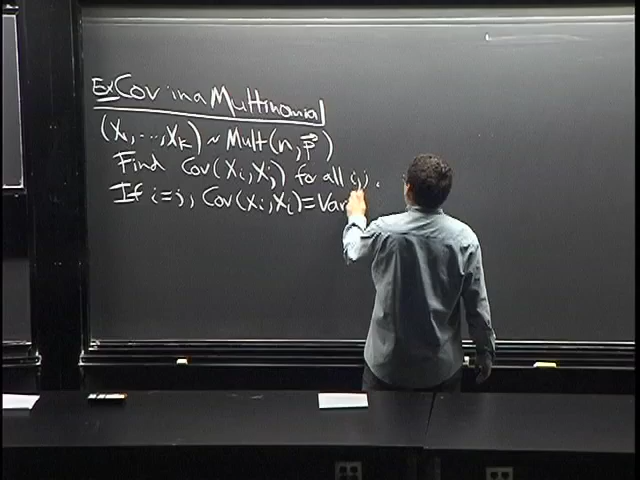 Ex Cov in a Multinomial
(X₁, ..., Xₖ) ~ Mult(n, p⃗)
Find Cov(Xᵢ, Xⱼ) for all i, j.
If i = j, Cov(Xᵢ, Xᵢ) = Var